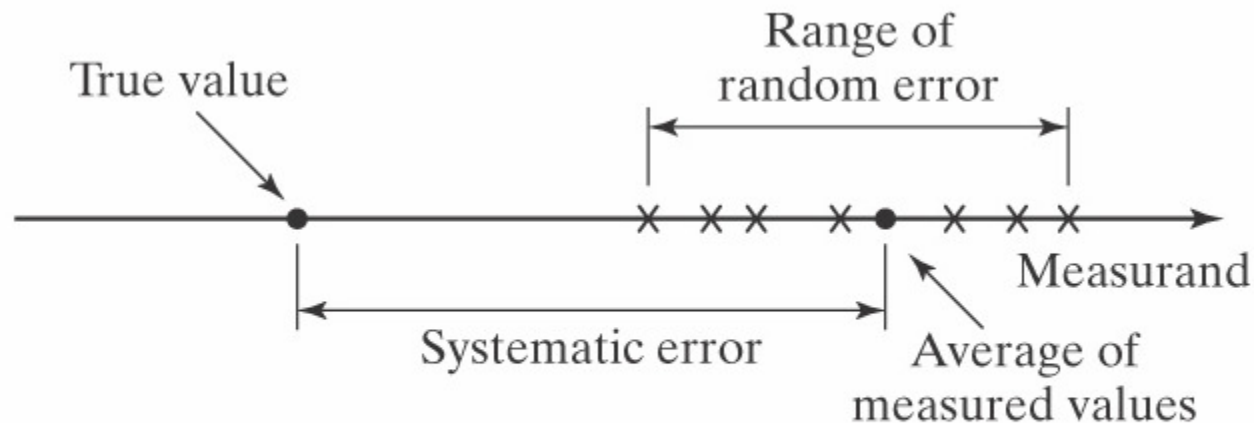 Range of
random error
True value
Measurand
Systematic error
Average of
measured values